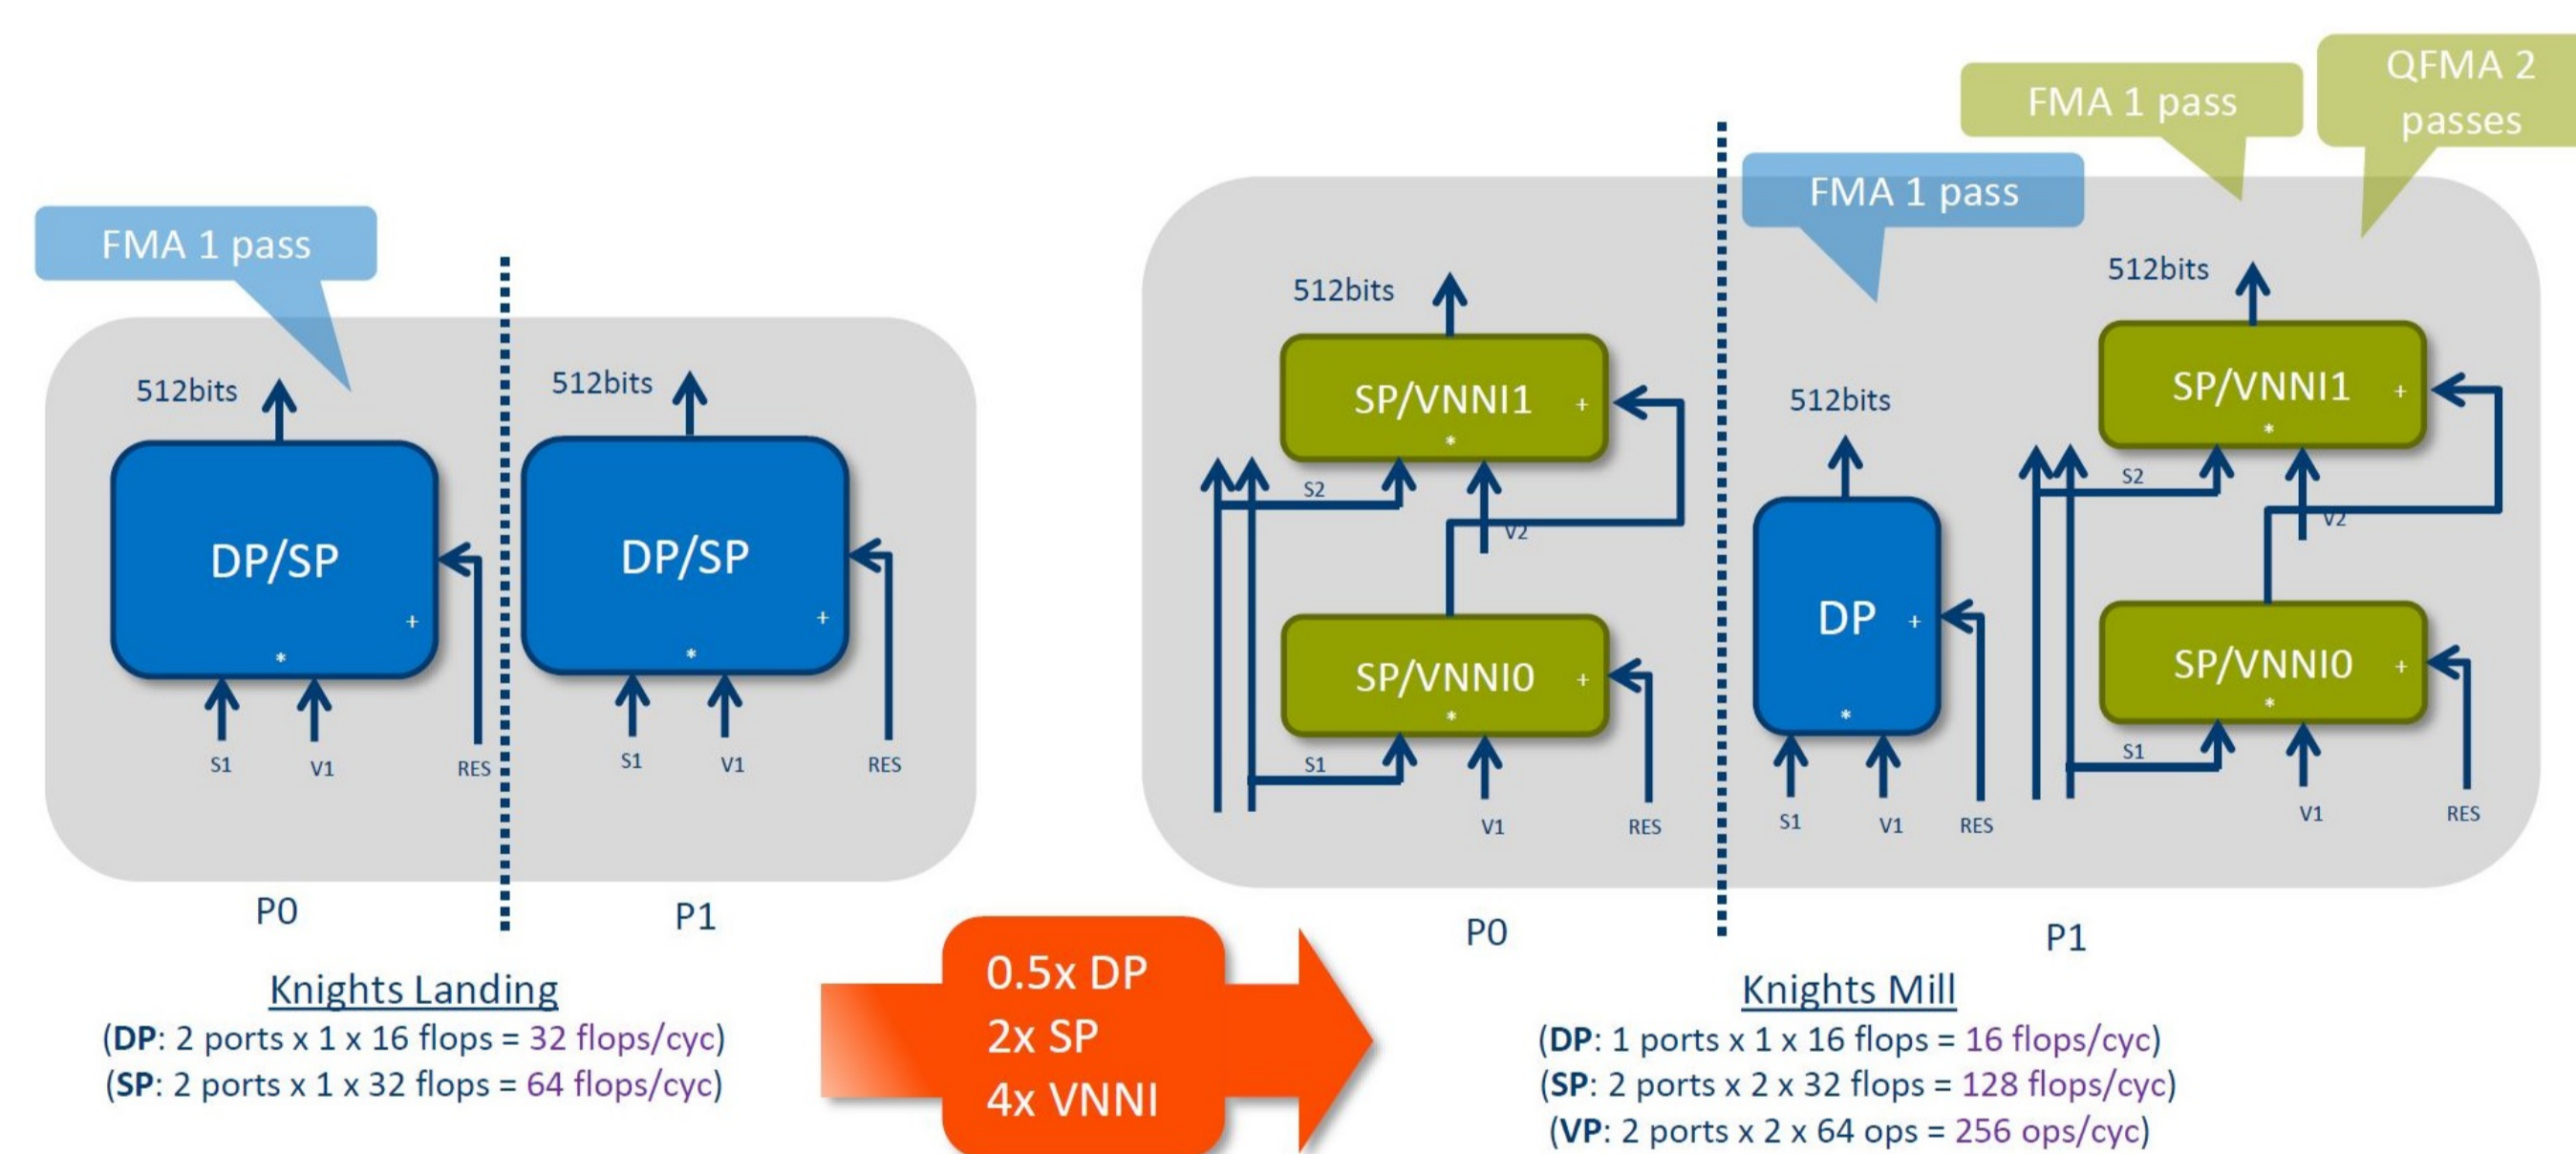 FMA 1 pass
512bits
DP/SP
+
*
S1
V1
RES
512bits
DP/SP
+
*
S1
V1
RES
P0
P1
Knights Landing
(DP: 2 ports x 1 x 16 flops = 32 flops/cyc)
(SP: 2 ports x 1 x 32 flops = 64 flops/cyc)
0.5x DP
2x SP
4x VNNI
512bits
SP/VNNI1
+
*
S2
V2
SP/VNNI0
+
*
S1
V1
RES
P0
FMA 1 pass
512bits
DP
+
*
S1
V1
RES
FMA 1 pass
QFMA 2
passes
512bits
SP/VNNI1
+
*
S2
V2
SP/VNNI0
+
*
S1
V1
RES
P1
Knights Mill
(DP: 1 ports x 1 x 16 flops = 16 flops/cyc)
(SP: 2 ports x 2 x 32 flops = 128 flops/cyc)
(VP: 2 ports x 2 x 64 ops = 256 ops/cyc)